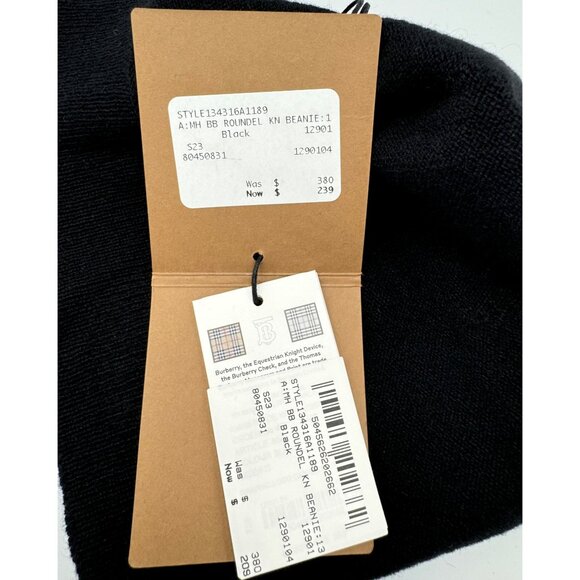 STYLE134316A1189
A:MH BB ROUNDEL KN BEANIE:1
Black 12901
S23
80450831 1290104
Was $ 380
Now $ 239
Burberry, the Equestrian Knight Device,
the Burberry Check, and the Thomas
5045626202662
STYLE134316A1189
A:MH BB ROUNDEL KN BEANIE:13
Black 12901
S23
80450831 1290104
Was $ 380
Now $ 209